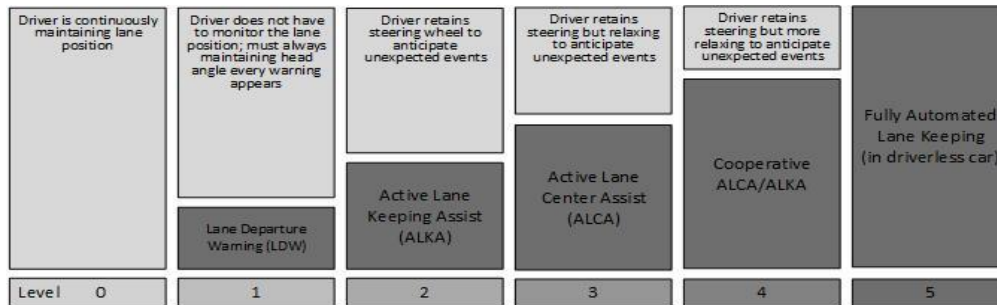 Driver is continuously
maintaining lane
position
Driver does not have
to monitor the lane
position; must always
maintaining head
angle every warning
appears
Lane Departure
Warning (LDW)
Driver retains
steering wheel to
anticipate
unexpected events
Active Lane
Keeping Assist
(ALKA)
Driver retains
steering but relaxing
to anticipate
unexpected events
Active Lane
Center Assist
(ALCA)
Driver retains
steering but more
relaxing to anticipate
unexpected events
Cooperative
ALCA/ALKA
Fully Automated
Lane Keeping
(in driverless car)
Level 0 1 2 3 4 5